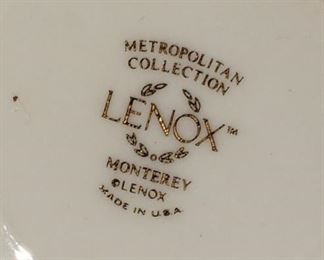 METROPOLITAN
COLLECTION
LENOX™
MONTEREY
©LENOX
MADE IN U.S.A.